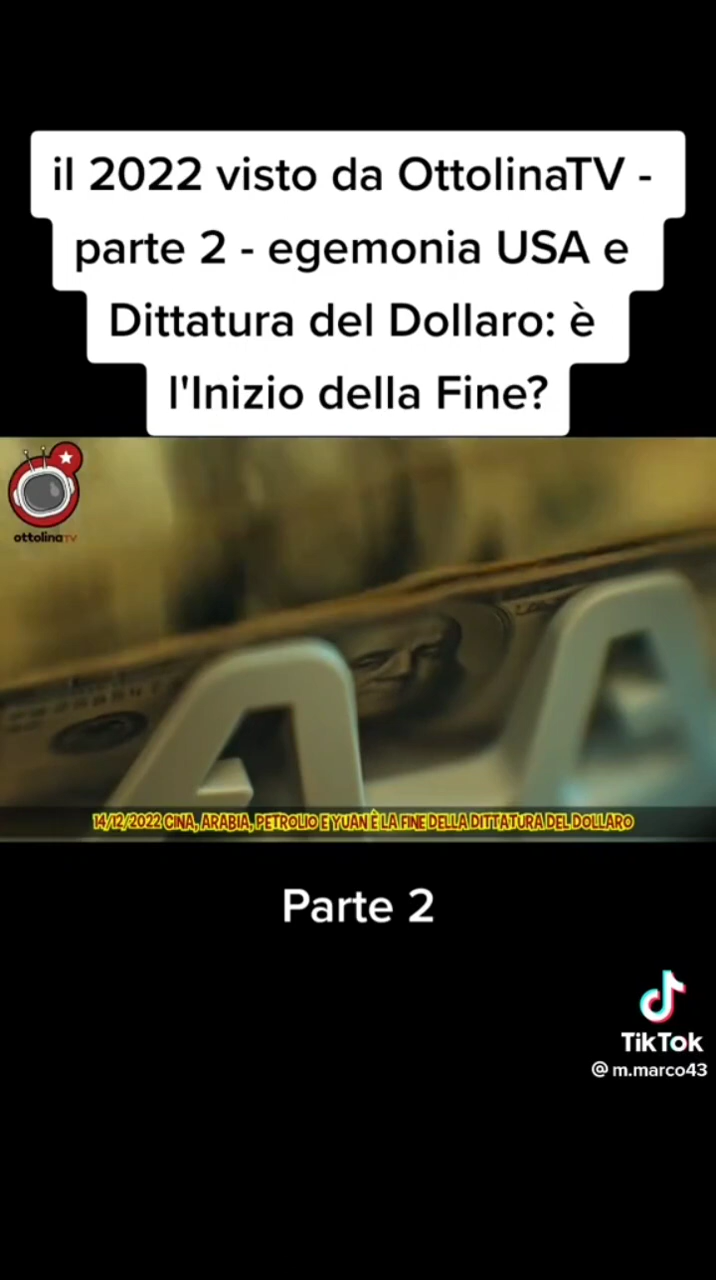 il 2022 visto da OttolinaTV -
parte 2 - egemonia USA e
Dittatura del Dollaro: è
l'Inizio della Fine?
ottolinaTV
14/12/2022 CINA, ARABIA, PETROLIO E YUAN È LA FINE DELLA DITTATURA DEL DOLLARO
Parte 2
TikTok
@m.marco43